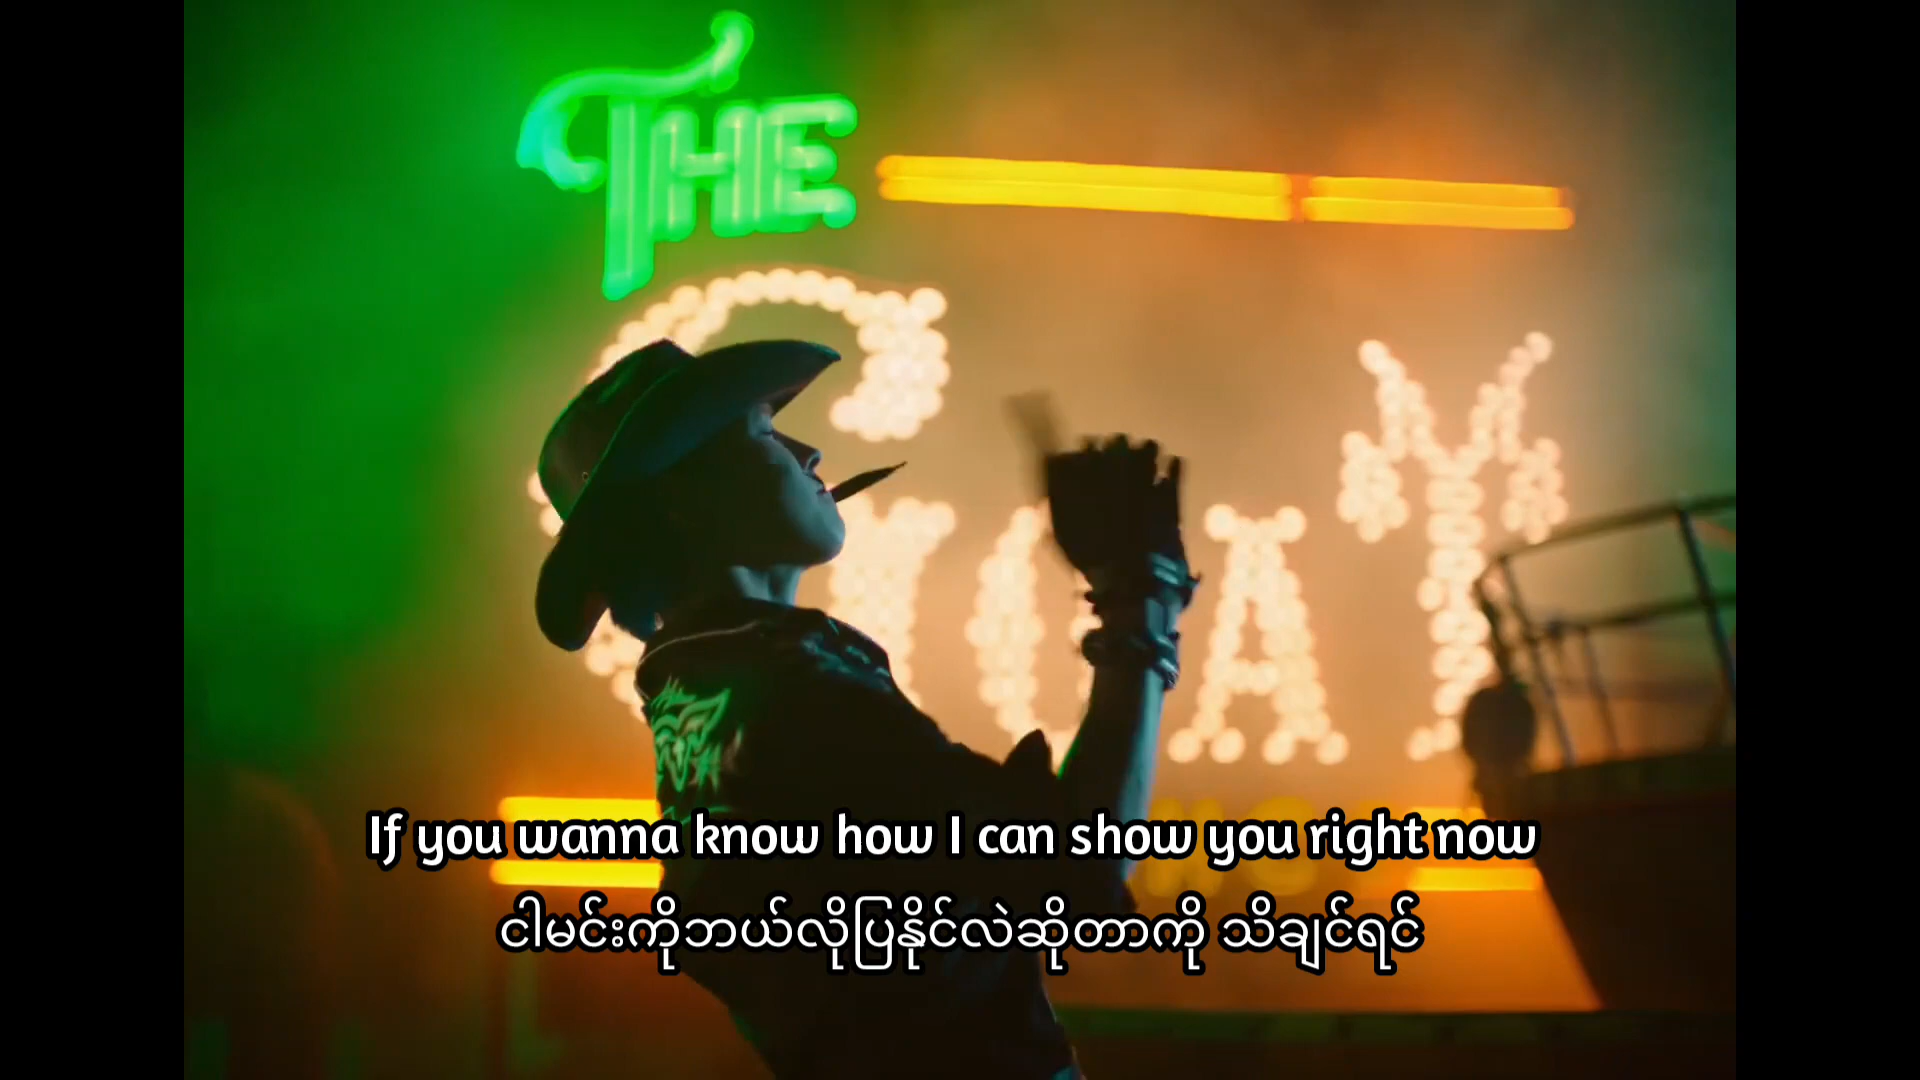 THE
If you wanna know how I can show you right now
ငါမင်းကိုဘယ်လိုပြနိုင်လဲဆိုတာကို သိချင်ရင်